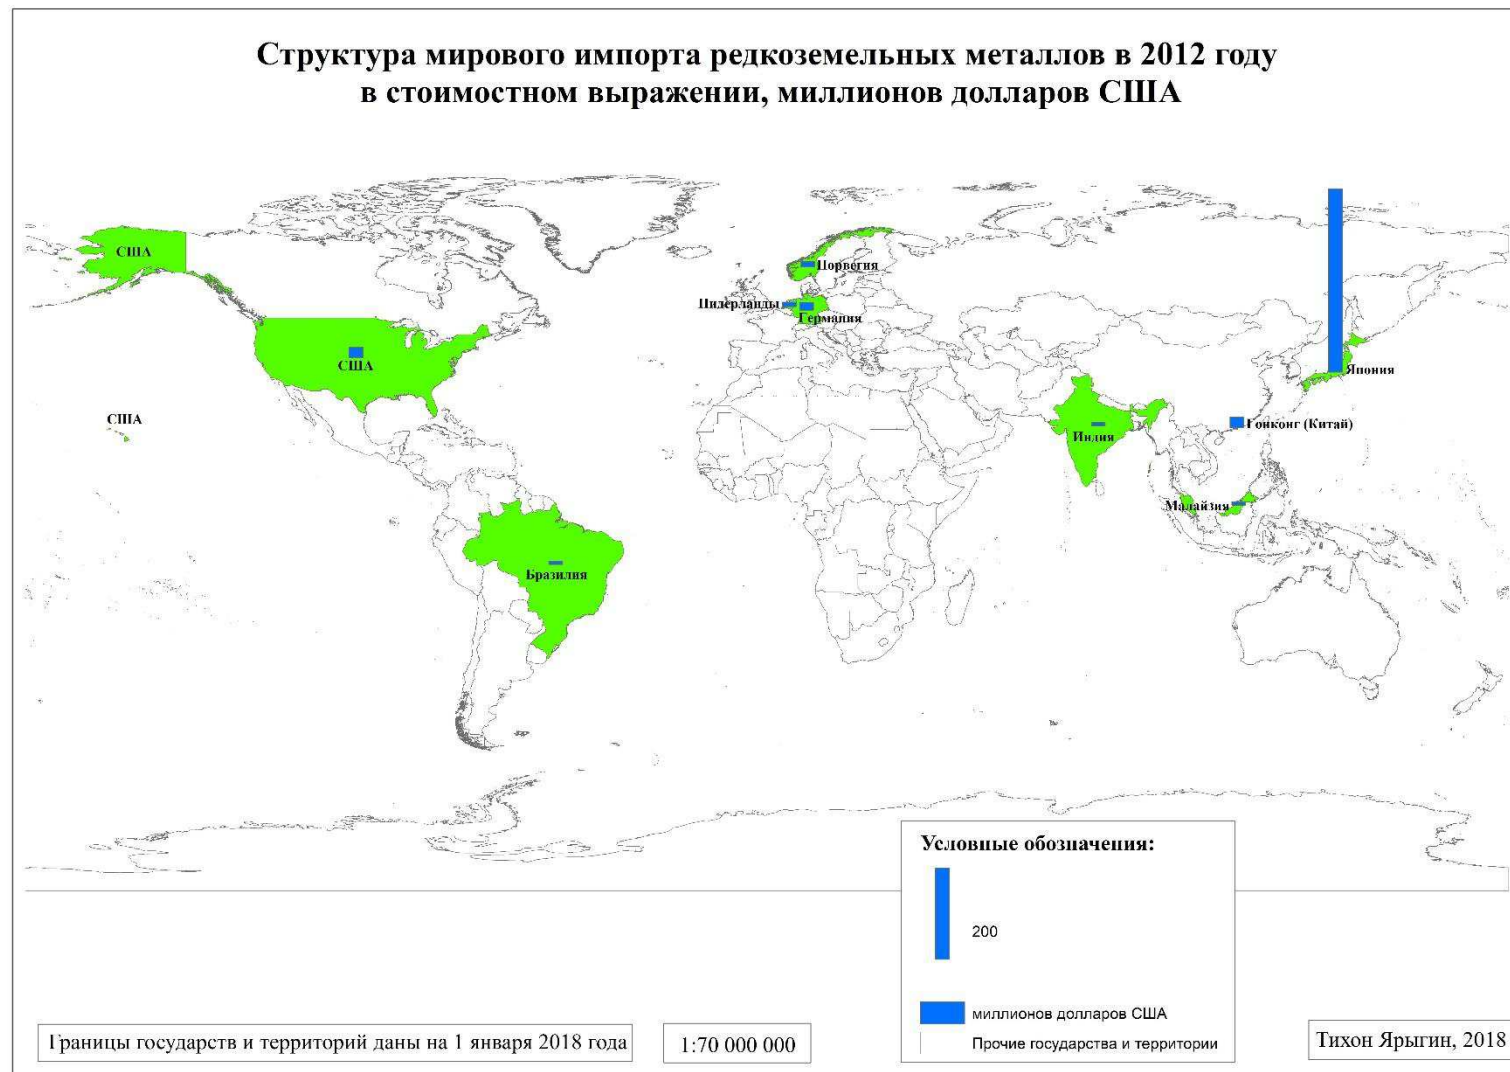 Структура мирового импорта редкоземельных металлов в 2012 году
в стоимостном выражении, миллионов долларов США
США
Норвегия
Нидерланды
Германия
США
Япония
США
Гонконг (Китай)
Индия
Малайзия
Бразилия
Условные обозначения:
200
миллионов долларов США
Прочие государства и территории
Границы государств и территорий даны на 1 января 2018 года
1:70 000 000
Тихон Ярыгин, 2018